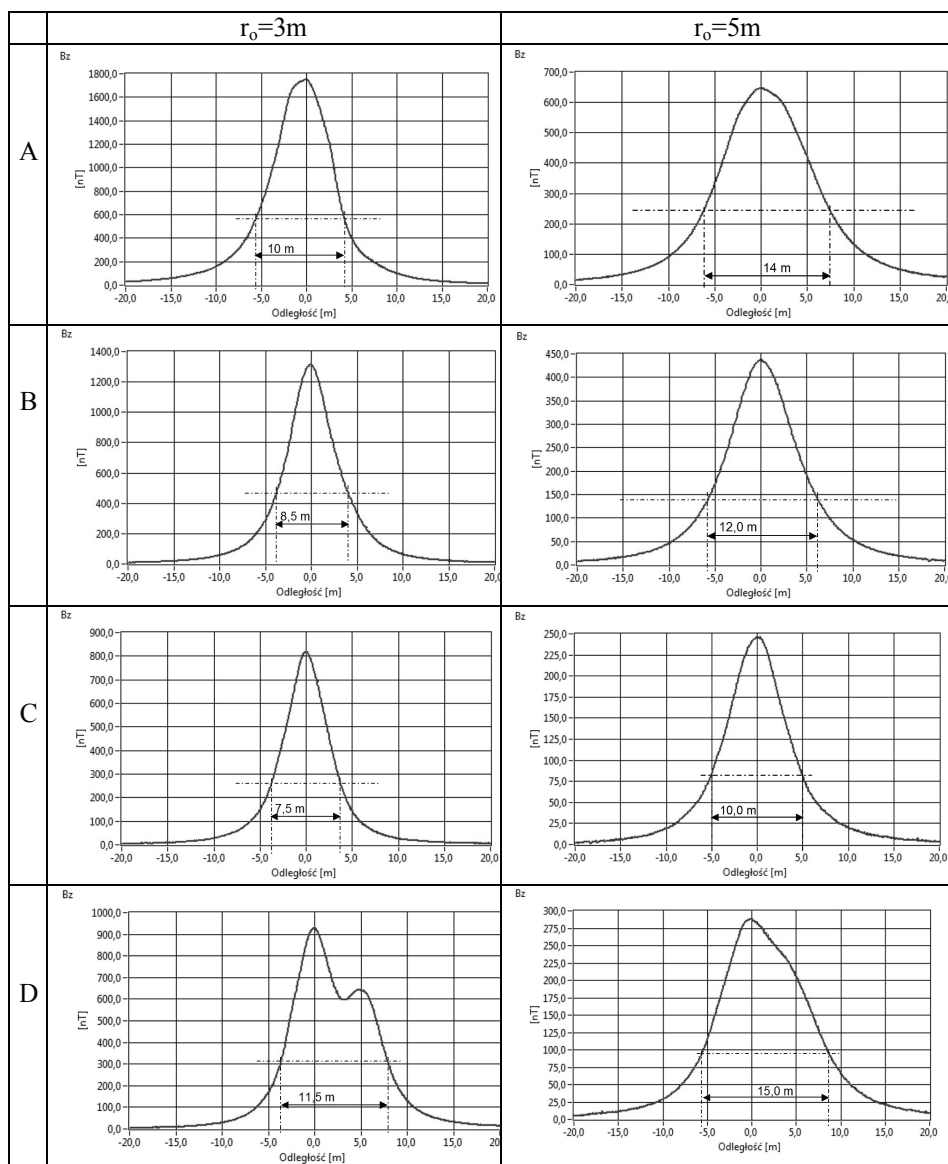 r₀=3m
r₀=5m
A
Bz
1800,0
1600,0
1400,0
1200,0
1000,0
800,0
600,0
400,0
200,0
0,0
[nT]
10 m
-20,0 -15,0 -10,0 -5,0 0,0 5,0 10,0 15,0 20,0
Odległość [m]
Bz
700,0
600,0
500,0
400,0
300,0
200,0
100,0
0,0
[nT]
14 m
-20,0 -15,0 -10,0 -5,0 0,0 5,0 10,0 15,0 20,0
Odległość [m]
B
Bz
1400,0
1200,0
1000,0
800,0
600,0
400,0
200,0
0,0
[nT]
8,5 m
-20,0 -15,0 -10,0 -5,0 0,0 5,0 10,0 15,0 20,0
Odległość [m]
Bz
450,0
400,0
350,0
300,0
250,0
200,0
150,0
100,0
50,0
0,0
[nT]
12,0 m
-20,0 -15,0 -10,0 -5,0 0,0 5,0 10,0 15,0 20,0
Odległość [m]
C
Bz
900,0
800,0
700,0
600,0
500,0
400,0
300,0
200,0
100,0
0,0
[nT]
7,5 m
-20,0 -15,0 -10,0 -5,0 0,0 5,0 10,0 15,0 20,0
Odległość [m]
Bz
250,0
225,0
200,0
175,0
150,0
125,0
100,0
75,0
50,0
25,0
0,0
[nT]
10,0 m
-20,0 -15,0 -10,0 -5,0 0,0 5,0 10,0 15,0 20,0
Odległość [m]
D
Bz
1000,0
900,0
800,0
700,0
600,0
500,0
400,0
300,0
200,0
100,0
0,0
[nT]
11,5 m
-20,0 -15,0 -10,0 -5,0 0,0 5,0 10,0 15,0 20,0
Odległość [m]
Bz
300,0
275,0
250,0
225,0
200,0
175,0
150,0
125,0
100,0
75,0
50,0
25,0
0,0
[nT]
15,0 m
-20,0 -15,0 -10,0 -5,0 0,0 5,0 10,0 15,0 20,0
Odległość [m]